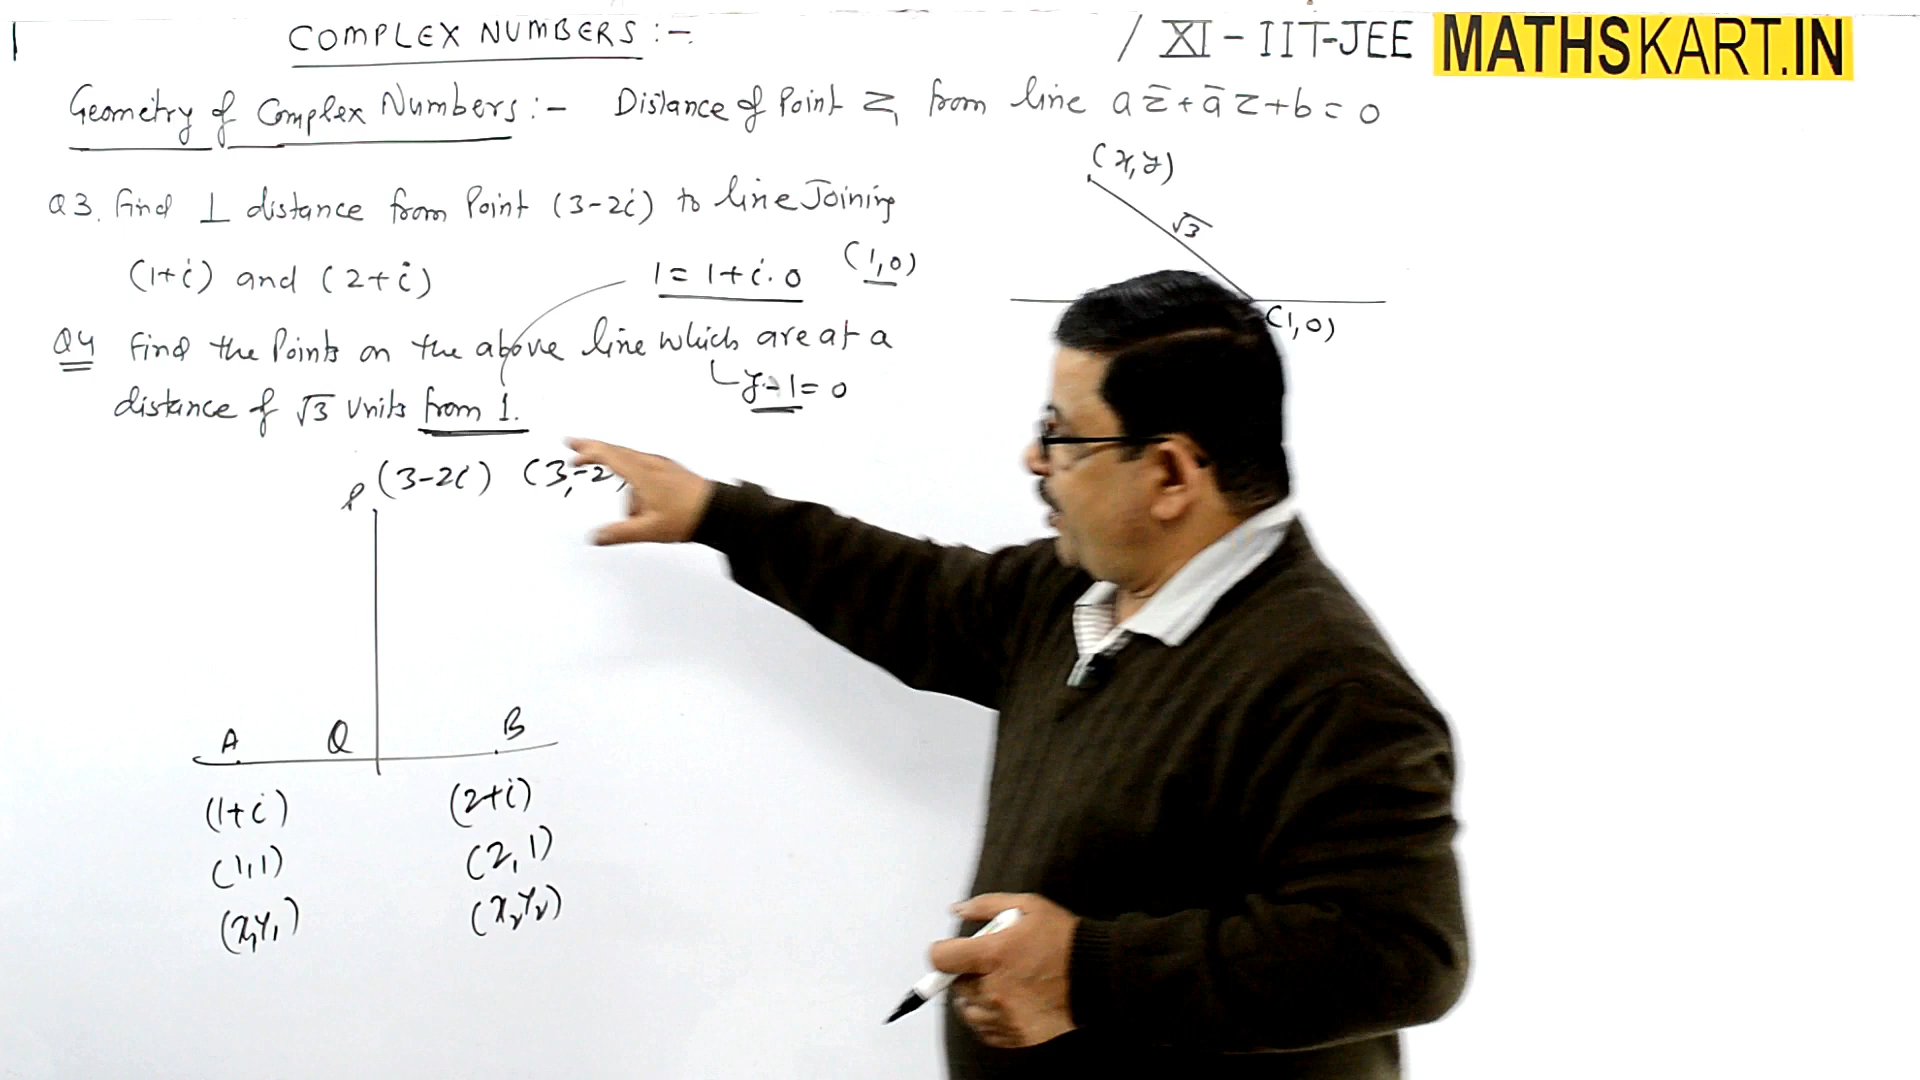 COMPLEX NUMBERS :-
/ XI - IIT-JEE MATHSKART.IN
Geometry of Complex Numbers :- Distance of Point z₁ from line az̄ + āz + b = 0
(x, y)
Q3. Find ⊥ distance from Point (3-2i) to line Joining
√3
(1+i) and (2+i) 1 = 1 + i.0 (1,0)
(1,0)
Q4 Find the Points on the above line which are at a
y-1=0
distance of √3 Units from 1.
P (3-2i) (3,-2)
A Q B
(1+i) (2+i)
(1,1) (2,1)
(x₁y₁) (x₂y₂)